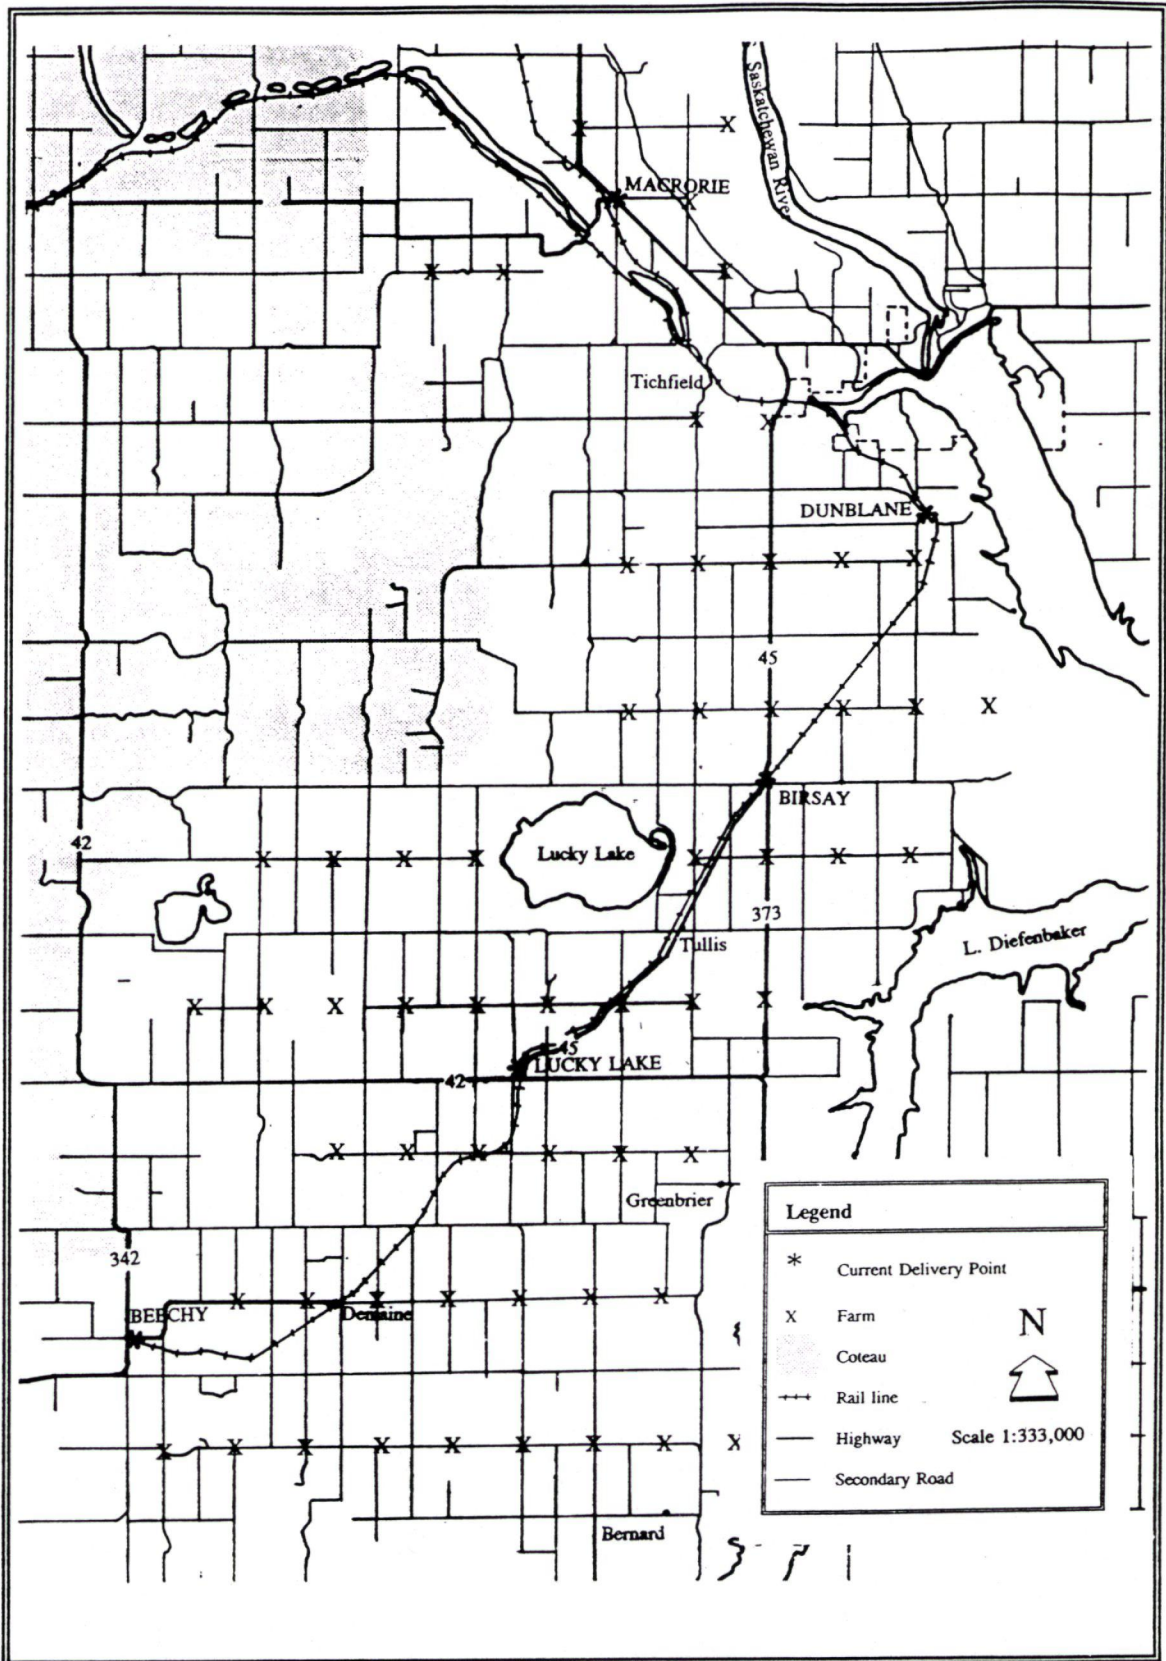 Saskatchewan River
MACRORIE
Tichfield
DUNBLANE
45
BIRSAY
42
Lucky Lake
373
Tullis
L. Diefenbaker
45
LUCKY LAKE
42
Greenbrier
342
BEECHY
Demaine
Bernard
Legend
* Current Delivery Point
X Farm
Coteau
Rail line
Highway
Secondary Road
N
Scale 1:333,000